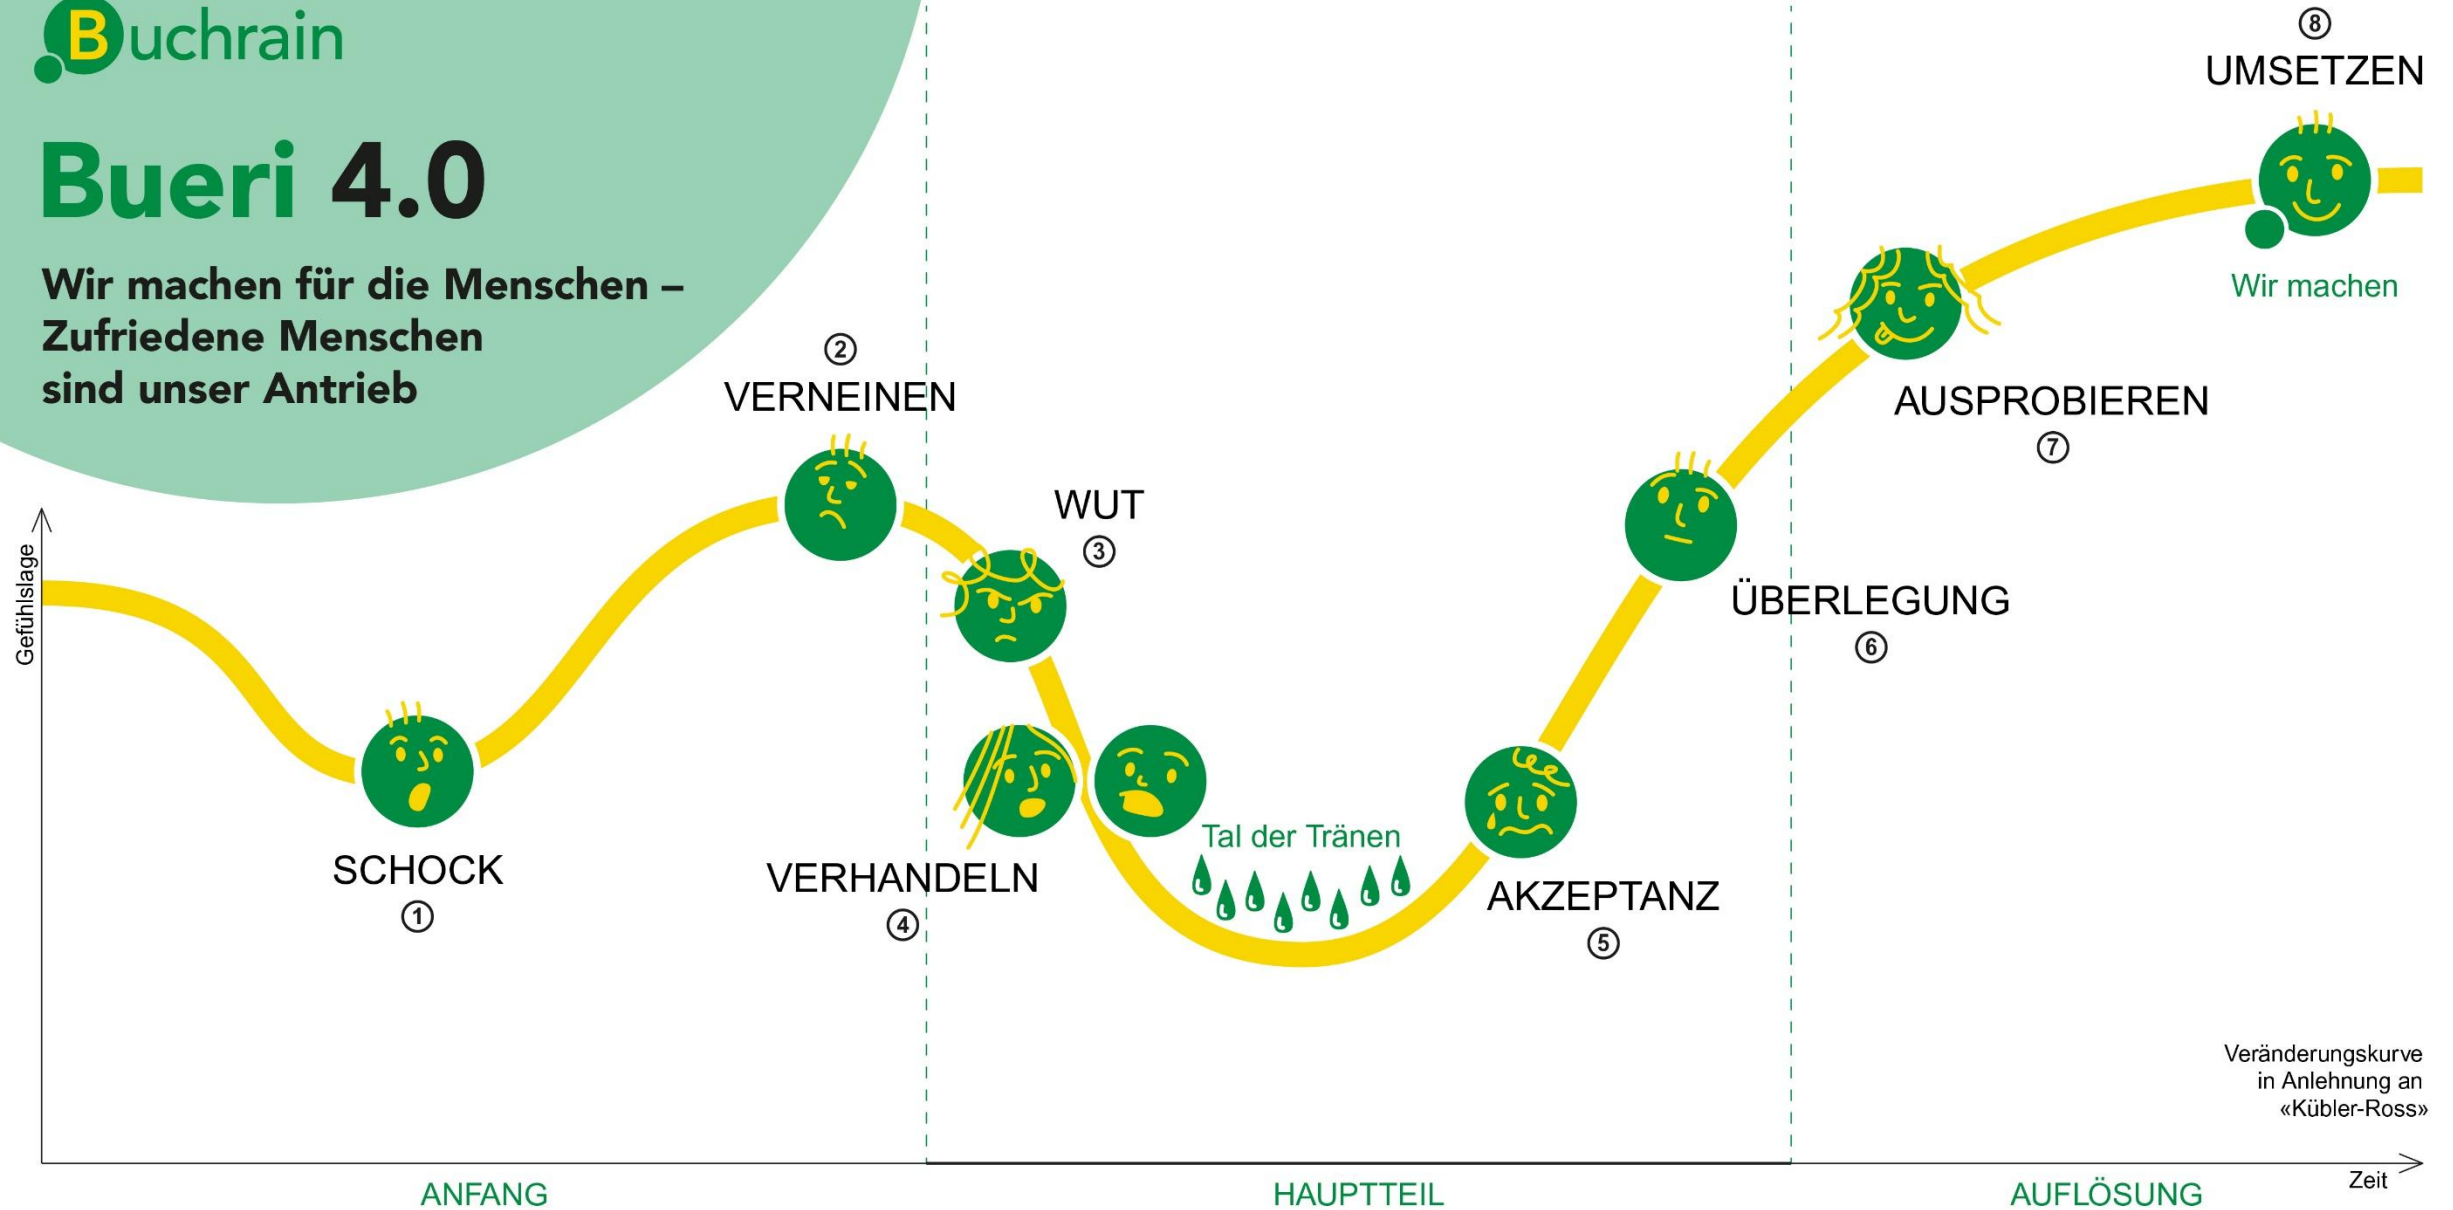 Buchrain
Bueri 4.0
Wir machen für die Menschen –
Zufriedene Menschen
sind unser Antrieb
Gefühlslage
SCHOCK
①
②
VERNEINEN
WUT
③
VERHANDELN
④
Tal der Tränen
AKZEPTANZ
⑤
ÜBERLEGUNG
⑥
AUSPROBIEREN
⑦
⑧
UMSETZEN
Wir machen
Veränderungskurve
in Anlehnung an
«Kübler-Ross»
Zeit
ANFANG
HAUPTTEIL
AUFLÖSUNG